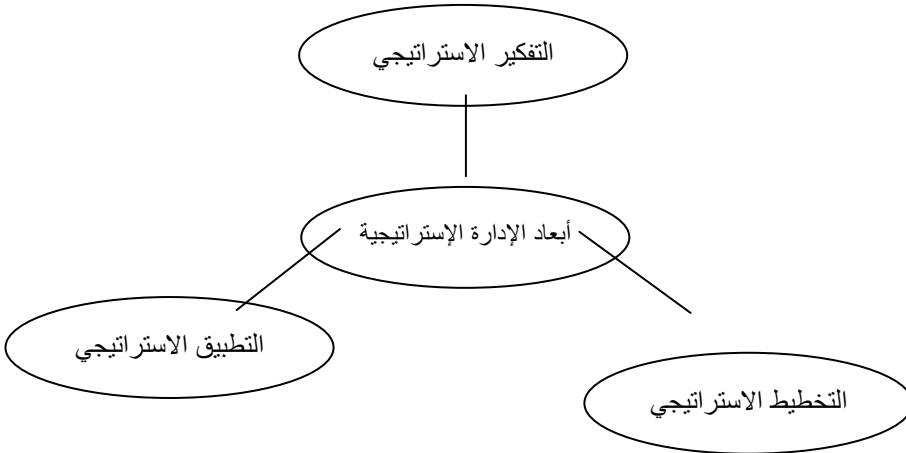 التفكير الاستراتيجي
أبعاد الإدارة الإستراتيجية
التطبيق الاستراتيجي
التخطيط الاستراتيجي